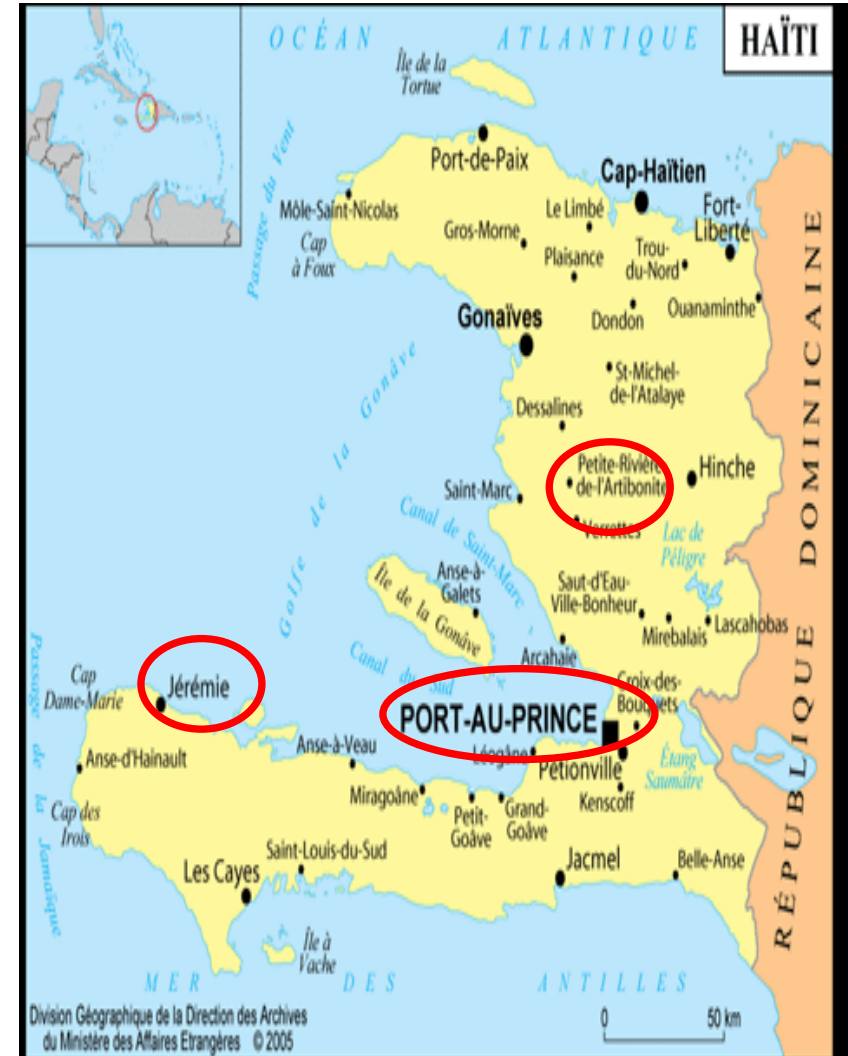 HAÏTI
OCÉAN ATLANTIQUE
Île de la
Tortue
Passage du Vent
Port-de-Paix
Cap-Haïtien
Môle-Saint-Nicolas
Cap
à Foux
Le Limbé
Fort-
Liberté
Gros-Morne
Plaisance
Trou-
du-Nord
Ouanaminthe
Gonaïves
Dondon
St-Michel-
de-l'Atalaye
Dessalines
Golfe de la Gonâve
Petite-Rivière
de-l'Artibonite
Hinche
Saint-Marc
Verrettes
Canal de Saint-Marc
Lac de
Péligre
Anse-à-
Galets
Île de la Gonâve
Saut-d'Eau-
Ville-Bonheur
Mirebalais
Lascahobas
Arcahaie
Canal du Sud
Cap
Dame-Marie
Jérémie
Croix-des-
Bouquets
PORT-AU-PRINCE
Passage de la Jamaïque
Anse-d'Hainault
Anse-à-Veau
Léogâne
Pétionville
Étang
Saumâtre
Miragoâne
Petit-
Goâve
Grand-
Goâve
Kenscoff
Cap des
Irois
Les Cayes
Saint-Louis-du-Sud
Jacmel
Belle-Anse
Île à
Vache
RÉPUBLIQUE DOMINICAINE
MER DES ANTILLES
Division Géographique de la Direction des Archives
du Ministère des Affaires Etrangères © 2005
0 50 km